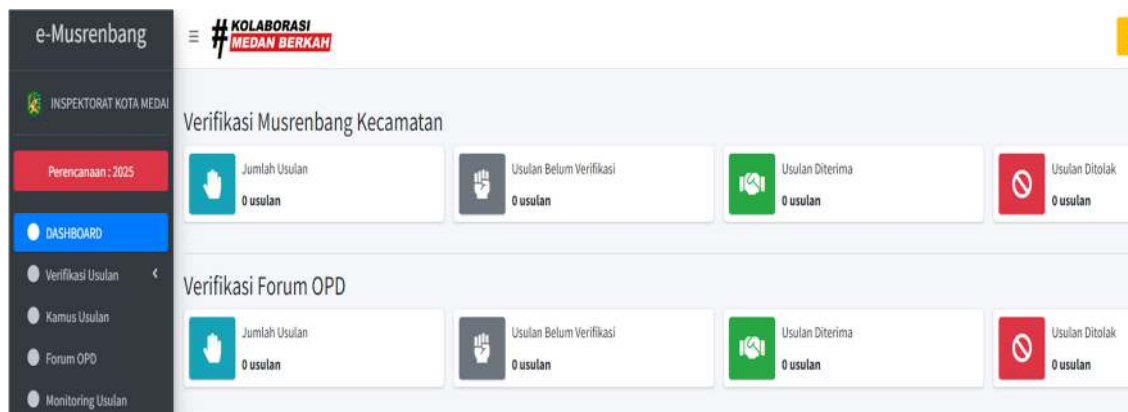 e-Musrenbang
# KOLABORASI
MEDAN BERKAH
INSPEKTORAT KOTA MEDAI
Perencanaan : 2025
DASHBOARD
Verifikasi Usulan
Kamus Usulan
Forum OPD
Monitoring Usulan
Verifikasi Musrenbang Kecamatan
Jumlah Usulan
0 usulan
Usulan Belum Verifikasi
0 usulan
Usulan Diterima
0 usulan
Usulan Ditolak
0 usulan
Verifikasi Forum OPD
Jumlah Usulan
0 usulan
Usulan Belum Verifikasi
0 usulan
Usulan Diterima
0 usulan
Usulan Ditolak
0 usulan